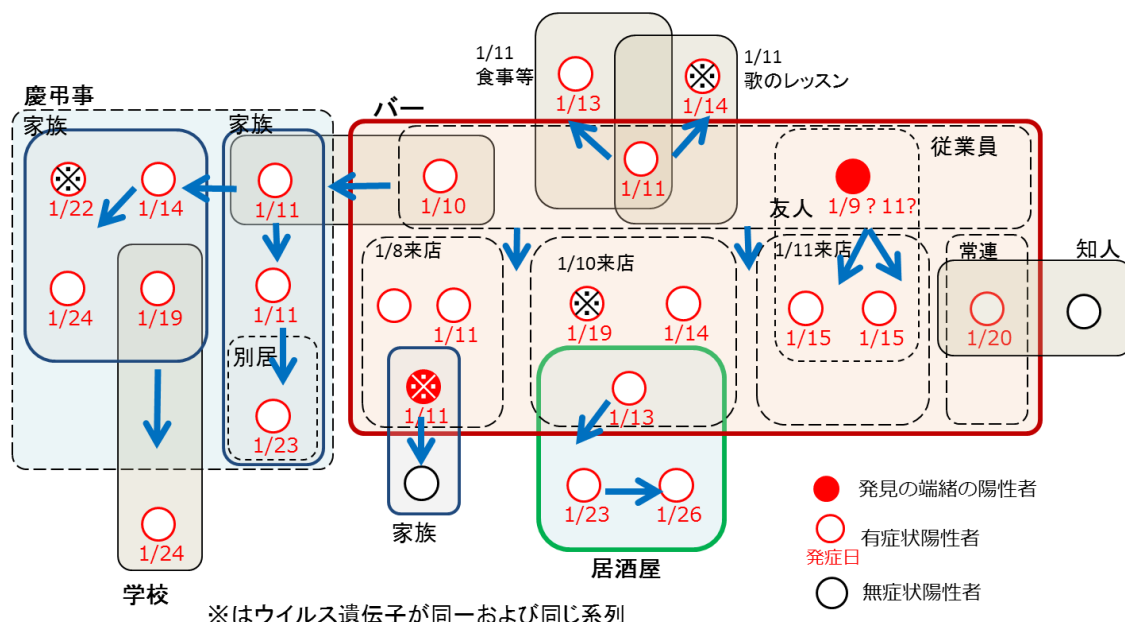 1/11
食事等
1/11
歌のレッスン
慶弔事
家族
家族
バー
従業員
※
1/22
1/14
1/11
1/10
1/13
※
1/14
1/11
友人
1/9？11?
1/8来店
1/10来店
1/11来店
常連
知人
1/24
1/19
1/11
1/11
※
1/19
1/14
1/15
1/15
1/20
別居
1/23
※
1/11
1/13
1/23
1/26
家族
居酒屋
1/24
学校
発見の端緒の陽性者
有症状陽性者
発症日
無症状陽性者
※はウイルス遺伝子が同一および同じ系列